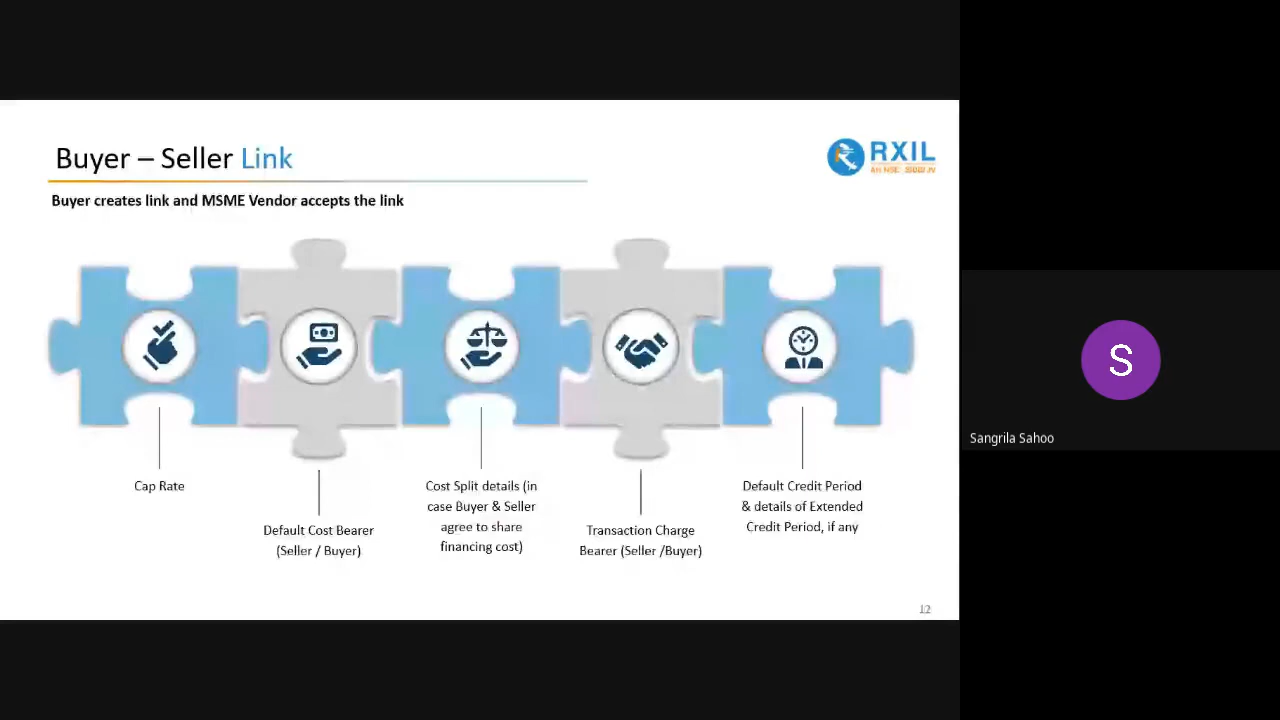 Buyer – Seller Link
RXIL
Buyer creates link and MSME Vendor accepts the link
Cap Rate
Default Cost Bearer
(Seller / Buyer)
Cost Split details (in
case Buyer & Seller
agree to share
financing cost)
Transaction Charge
Bearer (Seller /Buyer)
Default Credit Period
& details of Extended
Credit Period, if any
12
S
Sangrila Sahoo